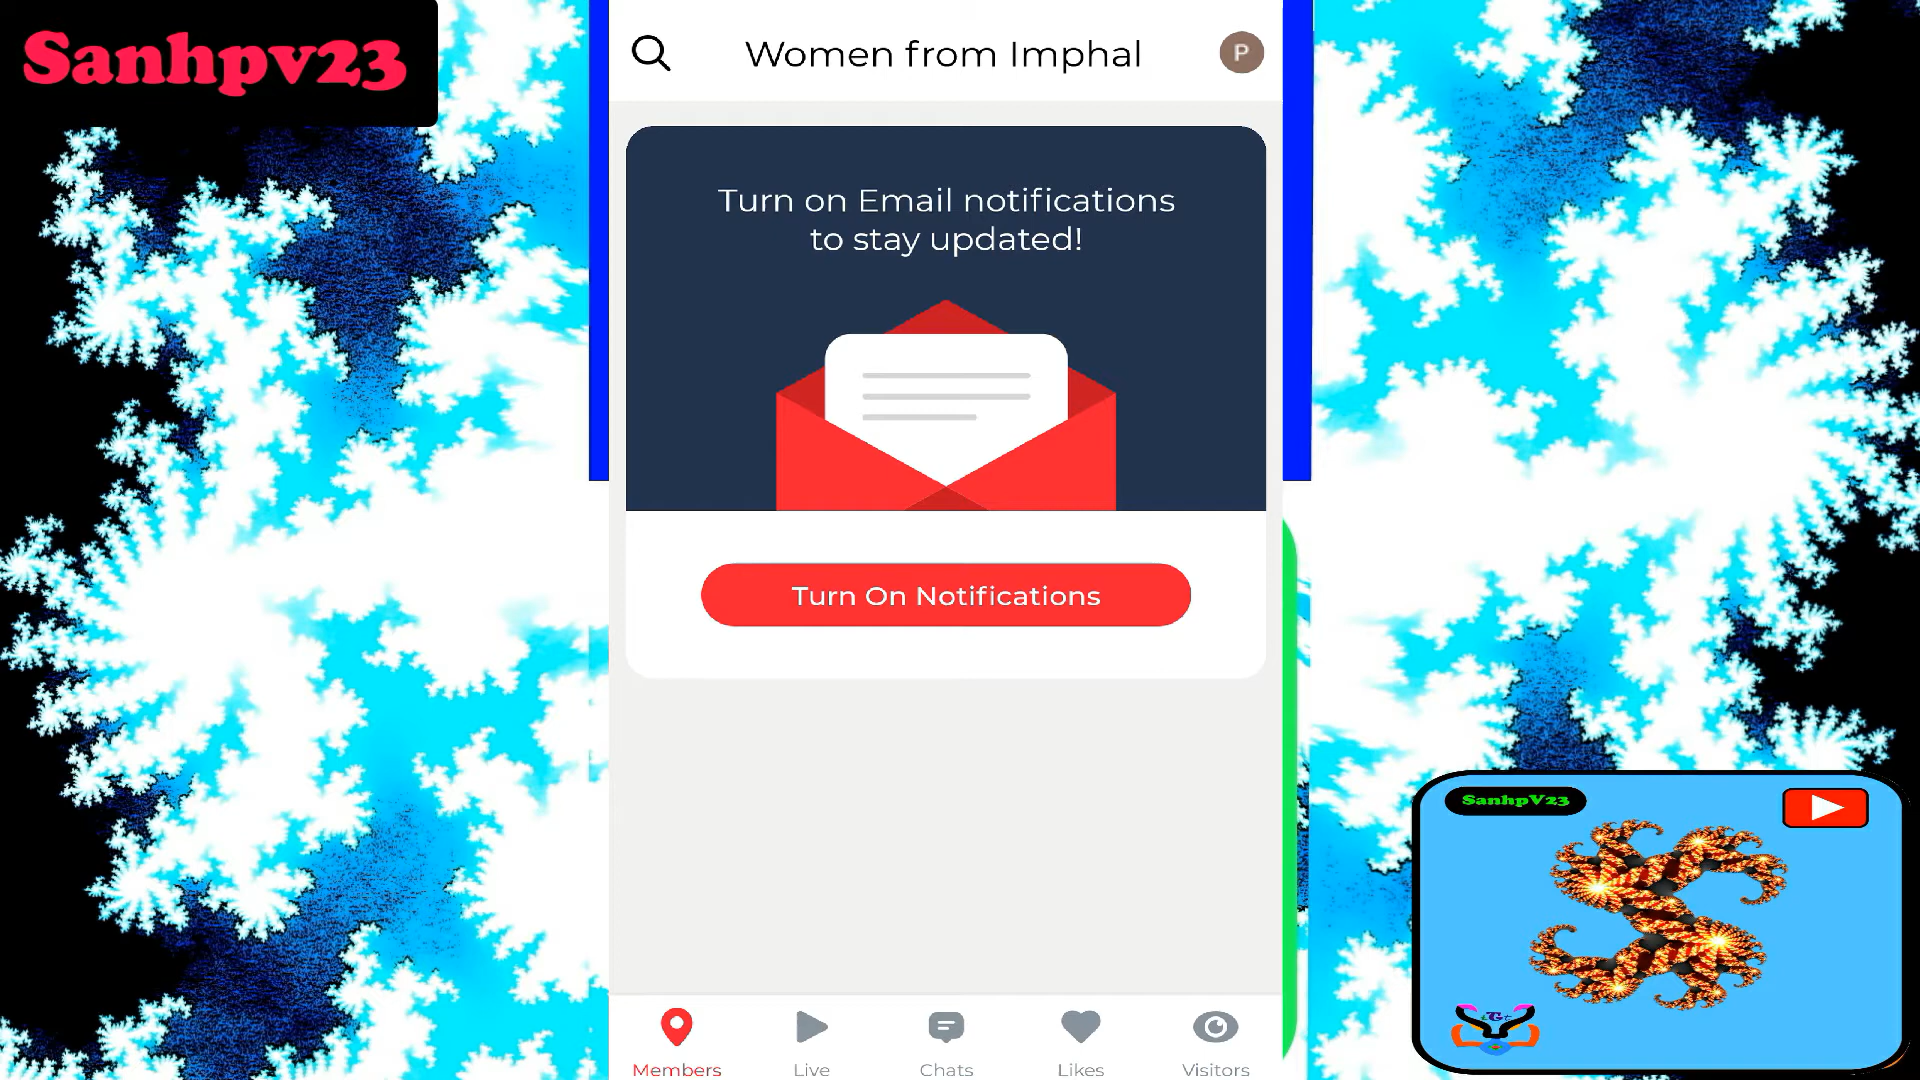 Sanhpv23
Women from Imphal
P
Turn on Email notifications
to stay updated!
Turn On Notifications
Members
Live
Chats
Likes
Visitors
SanhpV23